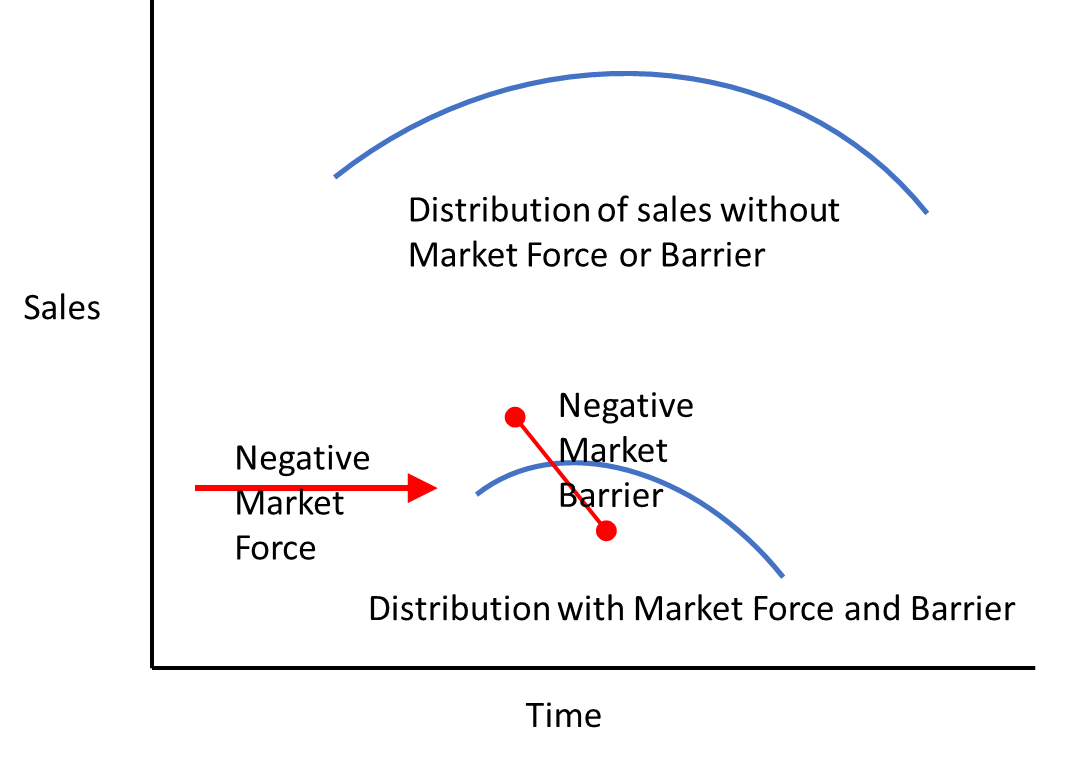 Distribution of sales without
Market Force or Barrier
Sales
Negative
Market
Barrier
Negative
Market
Force
Distribution with Market Force and Barrier
Time